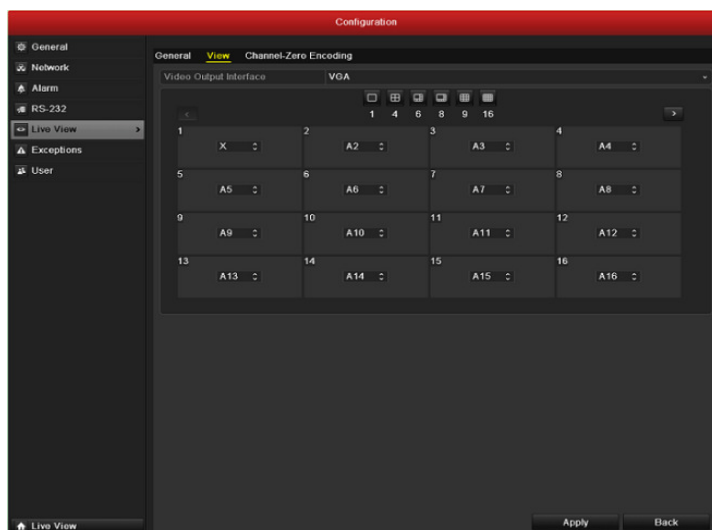 Configuration
General
Network
Alarm
RS-232
Live View >
Exceptions
User
General View Channel-Zero Encoding
Video Output Interface VGA
1 4 6 8 9 16
< >
1 2 3 4
X A2 A3 A4
5 6 7 8
A5 A6 A7 A8
9 10 11 12
A9 A10 A11 A12
13 14 15 16
A13 A14 A15 A16
Live View
Apply Back